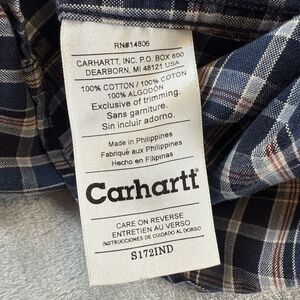 RN#14806
CARHARTT, INC. P.O. BOX 600
DEARBORN, MI 48121 USA
100% COTTON / 100% COTON
100% ALGODÓN
Exclusive of trimming.
Sans garniture.
Sin incluir adorno.
Made in Philippines
Fabriqué aux Philippines
Hecho en Filipinas
Carhartt
CARE ON REVERSE
ENTRETIEN AU VERSO
INSTRUCCIONES DE CUIDADO AL DORSO
S172IND